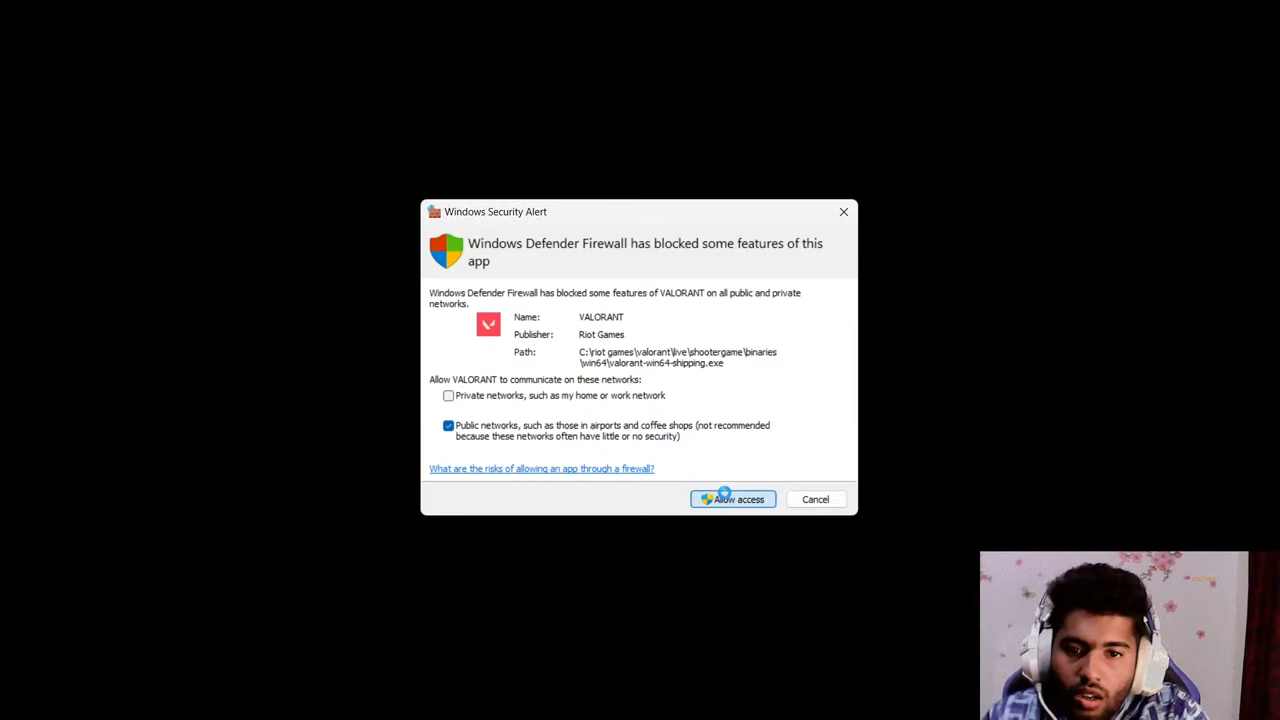 Windows Security Alert
Windows Defender Firewall has blocked some features of this
app
Windows Defender Firewall has blocked some features of VALORANT on all public and private
networks.
Name: VALORANT
Publisher: Riot Games
Path: C:\riot games\valorant\live\shootergame\binaries
\win64\valorant-win64-shipping.exe
Allow VALORANT to communicate on these networks:
Private networks, such as my home or work network
Public networks, such as those in airports and coffee shops (not recommended
because these networks often have little or no security)
What are the risks of allowing an app through a firewall?
Allow access Cancel